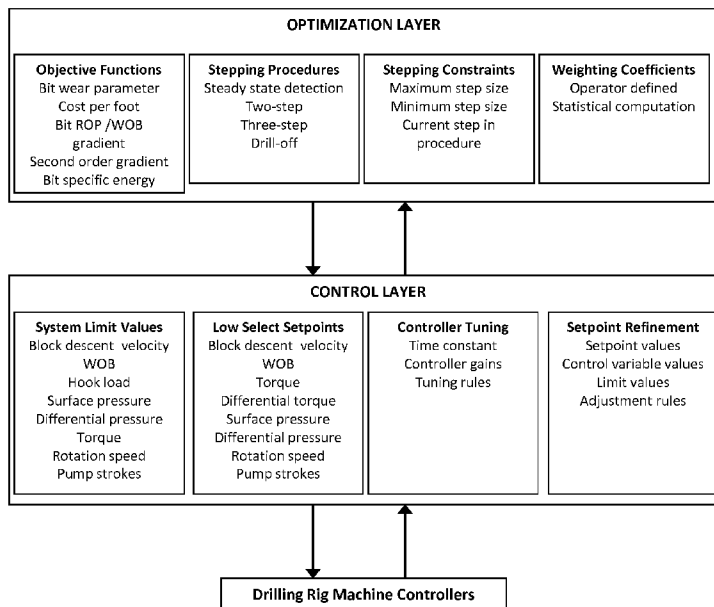 OPTIMIZATION LAYER
Objective Functions
Bit wear parameter
Cost per foot
Bit ROP /WOB
gradient
Second order gradient
Bit specific energy
Stepping Procedures
Steady state detection
Two-step
Three-step
Drill-off
Stepping Constraints
Maximum step size
Minimum step size
Current step in
procedure
Weighting Coefficients
Operator defined
Statistical computation
CONTROL LAYER
System Limit Values
Block descent velocity
WOB
Hook load
Surface pressure
Differential pressure
Torque
Rotation speed
Pump strokes
Low Select Setpoints
Block descent velocity
WOB
Torque
Differential torque
Surface pressure
Differential pressure
Rotation speed
Pump strokes
Controller Tuning
Time constant
Controller gains
Tuning rules
Setpoint Refinement
Setpoint values
Control variable values
Limit values
Adjustment rules
Drilling Rig Machine Controllers